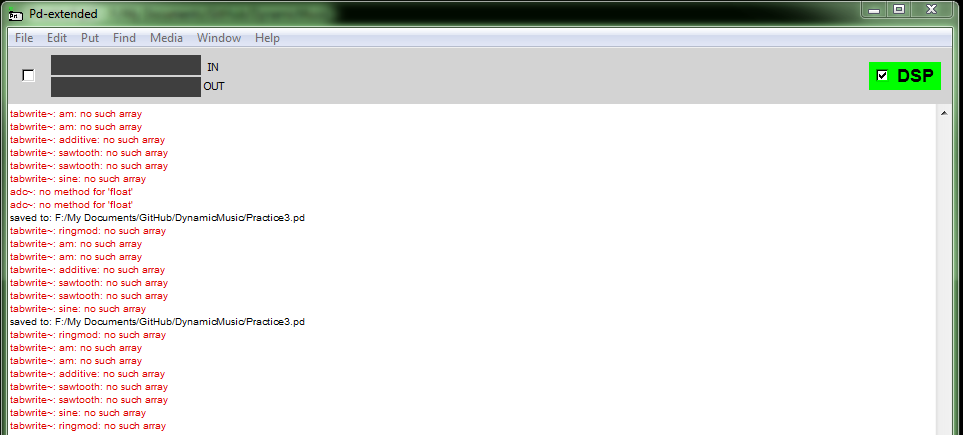 Pd-extended
File Edit Put Find Media Window Help
IN
OUT
DSP
tabwrite~: am: no such array
tabwrite~: am: no such array
tabwrite~: additive: no such array
tabwrite~: sawtooth: no such array
tabwrite~: sawtooth: no such array
tabwrite~: sine: no such array
adc~: no method for 'float'
adc~: no method for 'float'
saved to: F:/My Documents/GitHub/DynamicMusic/Practice3.pd
tabwrite~: ringmod: no such array
tabwrite~: am: no such array
tabwrite~: am: no such array
tabwrite~: additive: no such array
tabwrite~: sawtooth: no such array
tabwrite~: sawtooth: no such array
tabwrite~: sine: no such array
saved to: F:/My Documents/GitHub/DynamicMusic/Practice3.pd
tabwrite~: ringmod: no such array
tabwrite~: am: no such array
tabwrite~: am: no such array
tabwrite~: additive: no such array
tabwrite~: sawtooth: no such array
tabwrite~: sawtooth: no such array
tabwrite~: sine: no such array
tabwrite~: ringmod: no such array